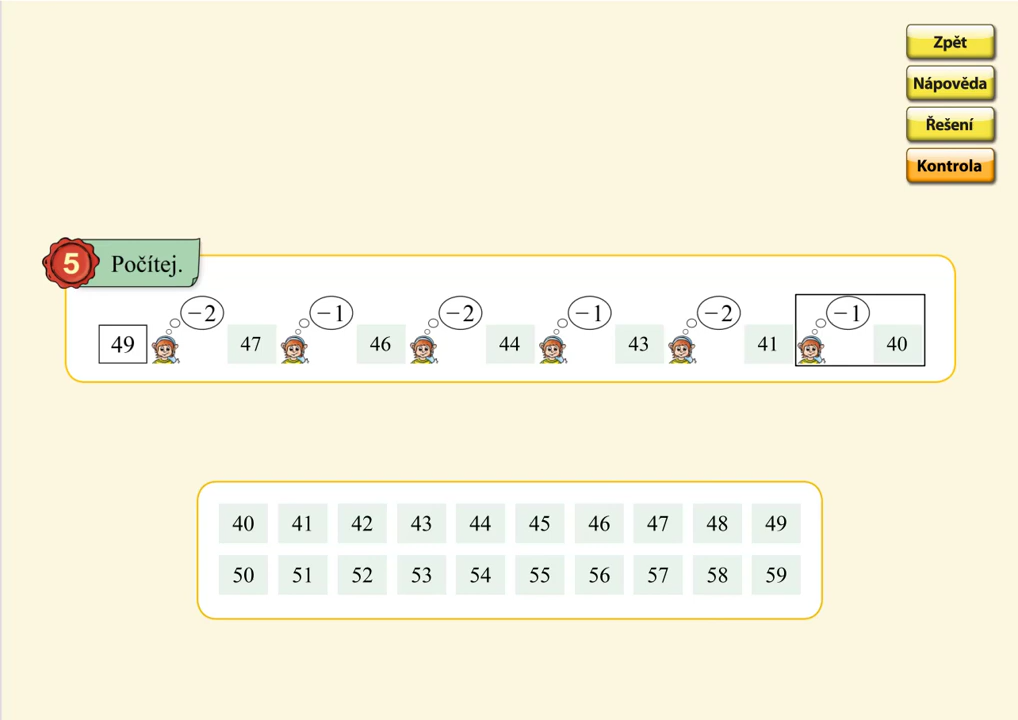 Zpět
Nápověda
Řešení
Kontrola
5 Počítej.
−2 −1 −2 −1 −2 −1
49 47 46 44 43 41 40
40 41 42 43 44 45 46 47 48 49
50 51 52 53 54 55 56 57 58 59